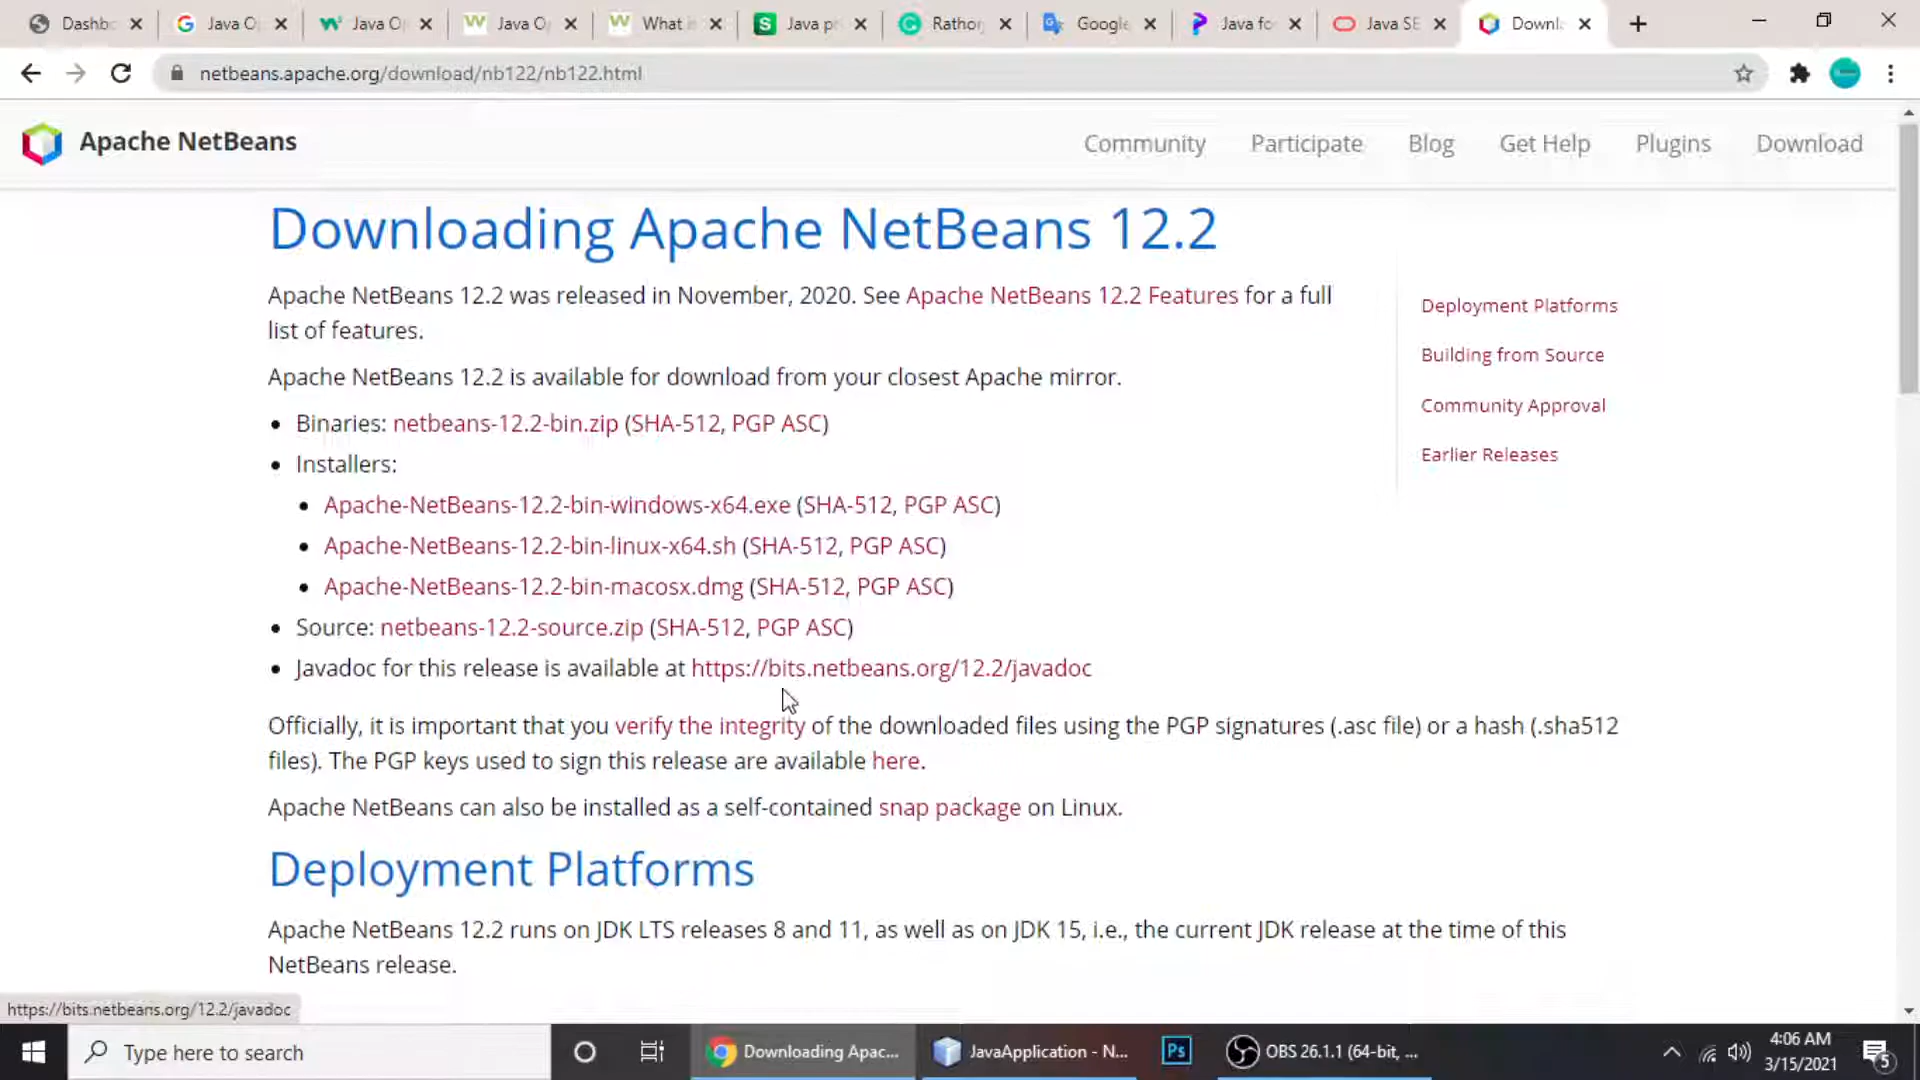 Dashb
Java O
Java O
Java O
What i
Java p
Rathor
Google
Java fo
Java SE
Downl
netbeans.apache.org/download/nb122/nb122.html
Apache NetBeans
Community
Participate
Blog
Get Help
Plugins
Download
Downloading Apache NetBeans 12.2
Apache NetBeans 12.2 was released in November, 2020. See Apache NetBeans 12.2 Features for a full
list of features.
Apache NetBeans 12.2 is available for download from your closest Apache mirror.
• Binaries: netbeans-12.2-bin.zip (SHA-512, PGP ASC)
• Installers:
• Apache-NetBeans-12.2-bin-windows-x64.exe (SHA-512, PGP ASC)
• Apache-NetBeans-12.2-bin-linux-x64.sh (SHA-512, PGP ASC)
• Apache-NetBeans-12.2-bin-macosx.dmg (SHA-512, PGP ASC)
• Source: netbeans-12.2-source.zip (SHA-512, PGP ASC)
• Javadoc for this release is available at https://bits.netbeans.org/12.2/javadoc
Officially, it is important that you verify the integrity of the downloaded files using the PGP signatures (.asc file) or a hash (.sha512
files). The PGP keys used to sign this release are available here.
Apache NetBeans can also be installed as a self-contained snap package on Linux.
Deployment Platforms
Apache NetBeans 12.2 runs on JDK LTS releases 8 and 11, as well as on JDK 15, i.e., the current JDK release at the time of this
NetBeans release.
Deployment Platforms
Building from Source
Community Approval
Earlier Releases
https://bits.netbeans.org/12.2/javadoc
Type here to search
Downloading Apac...
JavaApplication - N...
Ps
OBS 26.1.1 (64-bit, ...
4:06 AM
3/15/2021
5